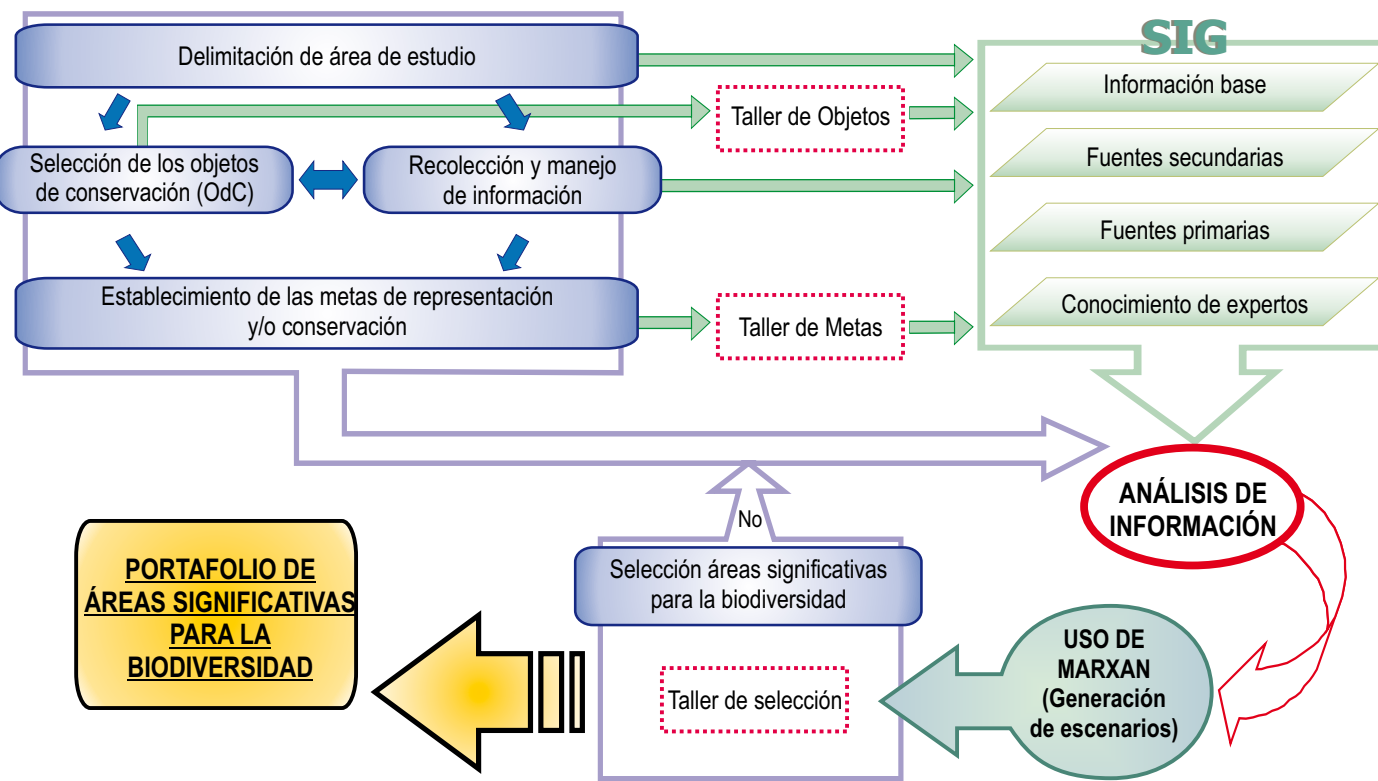 Delimitación de área de estudio
SIG
Información base
Taller de Objetos
Fuentes secundarias
Selección de los objetos
de conservación (OdC)
Recolección y manejo
de información
Fuentes primarias
Establecimiento de las metas de representación
y/o conservación
Taller de Metas
Conocimiento de expertos
ANÁLISIS DE
INFORMACIÓN
No
Selección áreas significativas
para la biodiversidad
PORTAFOLIO DE
ÁREAS SIGNIFICATIVAS
PARA LA
BIODIVERSIDAD
Taller de selección
USO DE
MARXAN
(Generación
de escenarios)